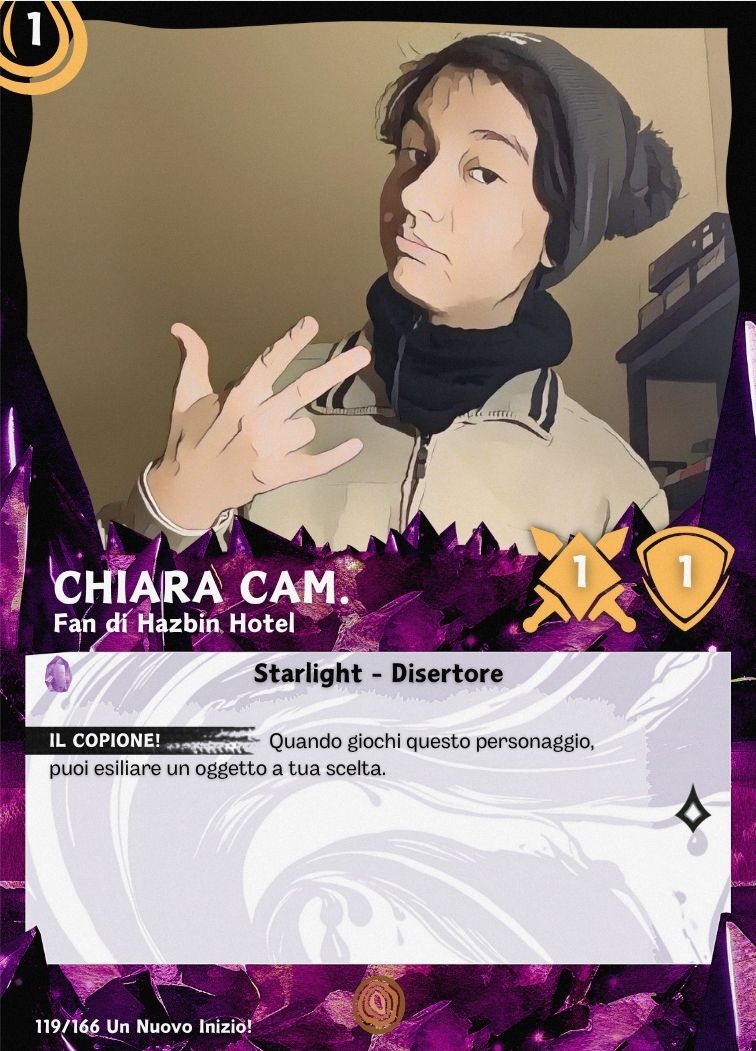 1
CHIARA CAM.
Fan di Hazbin Hotel
1
1
Starlight - Disertore
IL COPIONE! Quando giochi questo personaggio,
puoi esiliare un oggetto a tua scelta.
119/166 Un Nuovo Inizio!